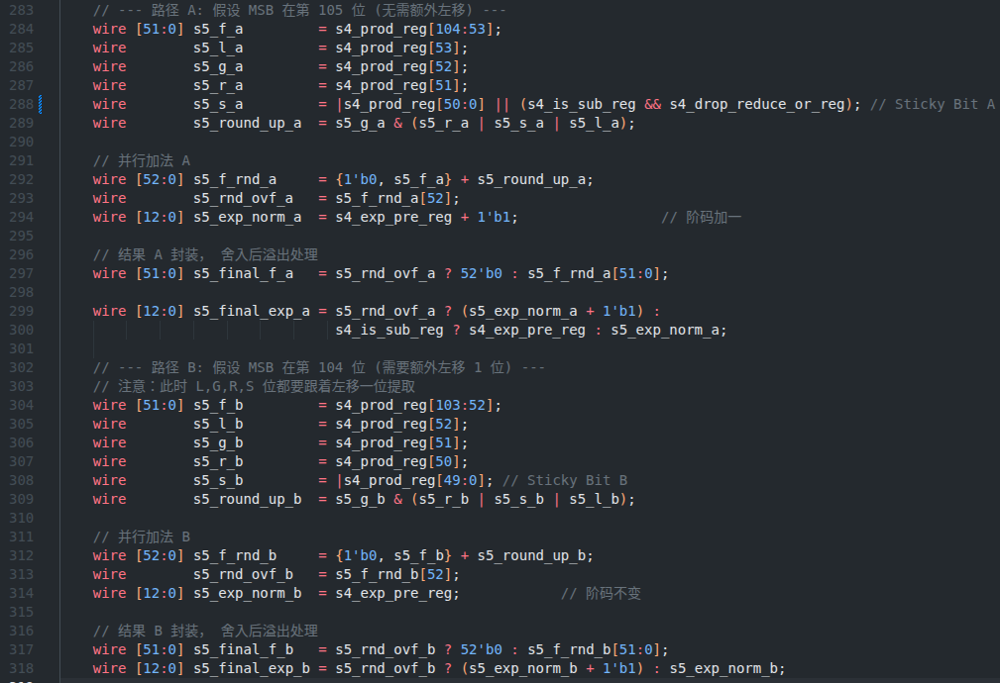 283 // --- 路径 A: 假设 MSB 在第 105 位 (无需额外左移) ---
284 wire [51:0] s5_f_a = s4_prod_reg[104:53];
285 wire s5_l_a = s4_prod_reg[53];
286 wire s5_g_a = s4_prod_reg[52];
287 wire s5_r_a = s4_prod_reg[51];
288 wire s5_s_a = |s4_prod_reg[50:0] || (s4_is_sub_reg && s4_drop_reduce_or_reg); // Sticky Bit A
289 wire s5_round_up_a = s5_g_a & (s5_r_a | s5_s_a | s5_l_a);
290
291 // 并行加法 A
292 wire [52:0] s5_f_rnd_a = {1'b0, s5_f_a} + s5_round_up_a;
293 wire s5_rnd_ovf_a = s5_f_rnd_a[52];
294 wire [12:0] s5_exp_norm_a = s4_exp_pre_reg + 1'b1; // 阶码加一
295
296 // 结果 A 封装， 舍入后溢出处理
297 wire [51:0] s5_final_f_a = s5_rnd_ovf_a ? 52'b0 : s5_f_rnd_a[51:0];
298
299 wire [12:0] s5_final_exp_a = s5_rnd_ovf_a ? (s5_exp_norm_a + 1'b1) :
300 s4_is_sub_reg ? s4_exp_pre_reg : s5_exp_norm_a;
301
302 // --- 路径 B: 假设 MSB 在第 104 位 (需要额外左移 1 位) ---
303 // 注意：此时 L,G,R,S 位都要跟着左移一位提取
304 wire [51:0] s5_f_b = s4_prod_reg[103:52];
305 wire s5_l_b = s4_prod_reg[52];
306 wire s5_g_b = s4_prod_reg[51];
307 wire s5_r_b = s4_prod_reg[50];
308 wire s5_s_b = |s4_prod_reg[49:0]; // Sticky Bit B
309 wire s5_round_up_b = s5_g_b & (s5_r_b | s5_s_b | s5_l_b);
310
311 // 并行加法 B
312 wire [52:0] s5_f_rnd_b = {1'b0, s5_f_b} + s5_round_up_b;
313 wire s5_rnd_ovf_b = s5_f_rnd_b[52];
314 wire [12:0] s5_exp_norm_b = s4_exp_pre_reg; // 阶码不变
315
316 // 结果 B 封装， 舍入后溢出处理
317 wire [51:0] s5_final_f_b = s5_rnd_ovf_b ? 52'b0 : s5_f_rnd_b[51:0];
318 wire [12:0] s5_final_exp_b = s5_rnd_ovf_b ? (s5_exp_norm_b + 1'b1) : s5_exp_norm_b;